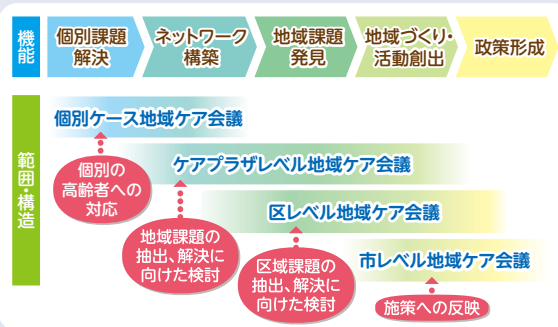 機能
個別課題
解決
ネットワーク
構築
地域課題
発見
地域づくり・
活動創出
政策形成
範囲・構造
個別ケース地域ケア会議
個別の
高齢者への
対応
ケアプラザレベル地域ケア会議
地域課題の
抽出、解決に
向けた検討
区レベル地域ケア会議
区域課題の
抽出、解決に
向けた検討
市レベル地域ケア会議
施策への反映